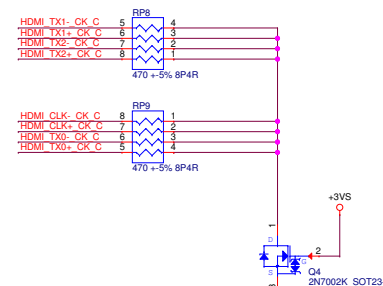 RP8
HDMI_TX1-_CK_C 5 4
HDMI_TX1+_CK_C 6 3
HDMI_TX2-_CK_C 7 2
HDMI_TX2+_CK_C 8 1
470 +-5% 8P4R
RP9
HDMI_CLK-_CK_C 8 1
HDMI_CLK+_CK_C 7 2
HDMI_TX0-_CK_C 6 3
HDMI_TX0+_CK_C 5 4
470 +-5% 8P4R
+3VS
1
D
2
G
S
Q4
2N7002K_SOT23